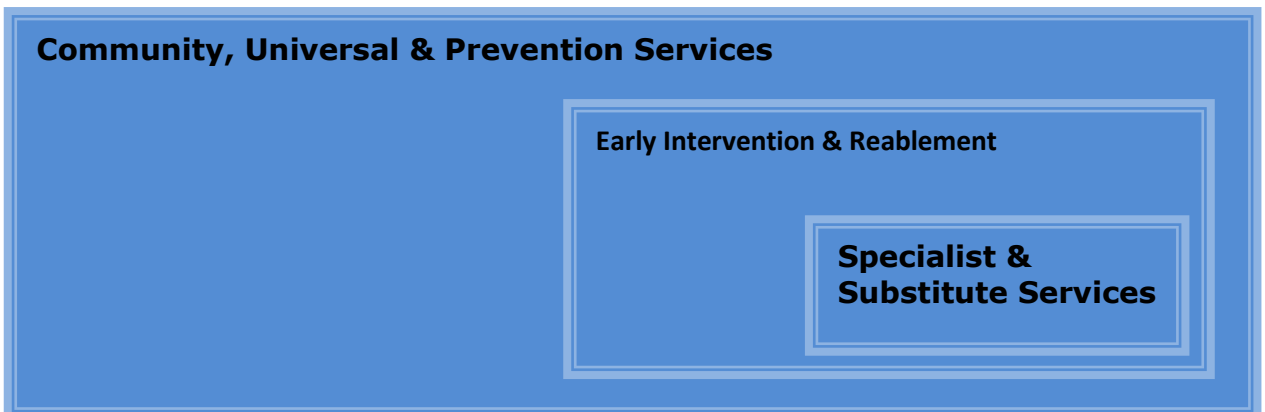 Community, Universal & Prevention Services
Early Intervention & Reablement
Specialist &
Substitute Services